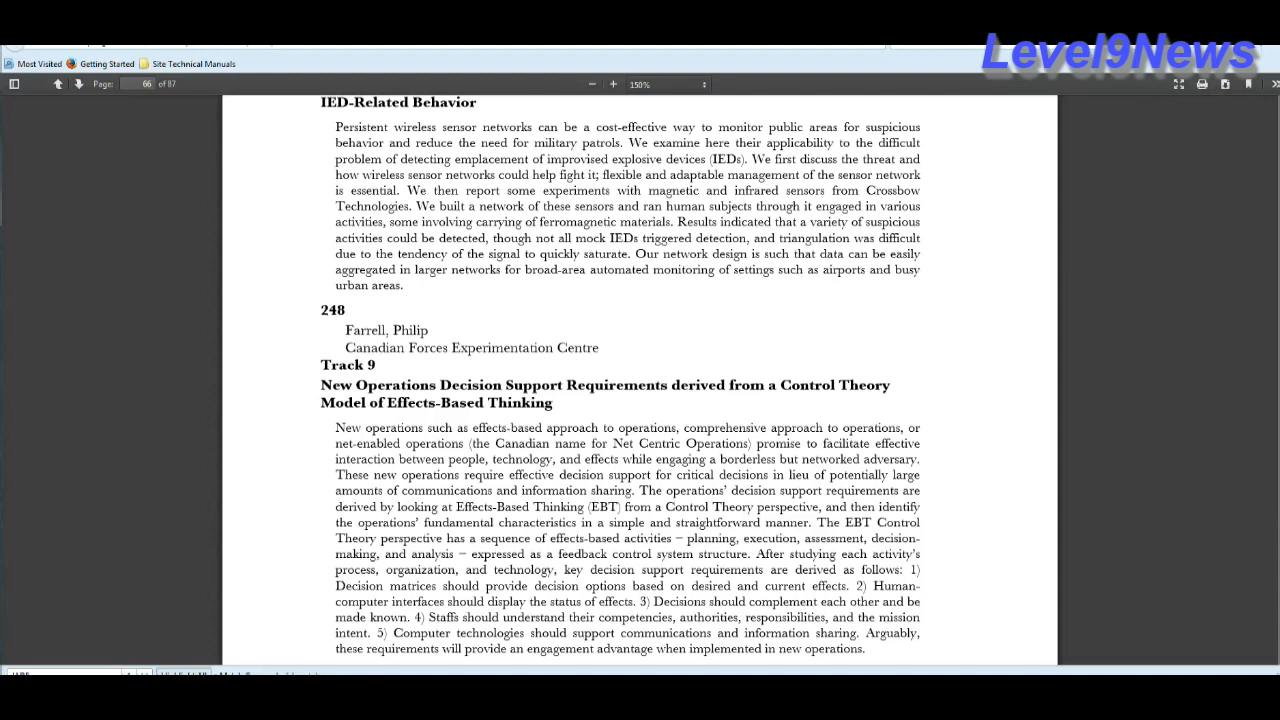 Level9News
Most Visited Getting Started Site Technical Manuals
Page: 66 of 87 150%
IED-Related Behavior
Persistent wireless sensor networks can be a cost-effective way to monitor public areas for suspicious
behavior and reduce the need for military patrols. We examine here their applicability to the difficult
problem of detecting emplacement of improvised explosive devices (IEDs). We first discuss the threat and
how wireless sensor networks could help fight it; flexible and adaptable management of the sensor network
is essential. We then report some experiments with magnetic and infrared sensors from Crossbow
Technologies. We built a network of these sensors and ran human subjects through it engaged in various
activities, some involving carrying of ferromagnetic materials. Results indicated that a variety of suspicious
activities could be detected, though not all mock IEDs triggered detection, and triangulation was difficult
due to the tendency of the signal to quickly saturate. Our network design is such that data can be easily
aggregated in larger networks for broad-area automated monitoring of settings such as airports and busy
urban areas.
248
Farrell, Philip
Canadian Forces Experimentation Centre
Track 9
New Operations Decision Support Requirements derived from a Control Theory
Model of Effects-Based Thinking
New operations such as effects-based approach to operations, comprehensive approach to operations, or
net-enabled operations (the Canadian name for Net Centric Operations) promise to facilitate effective
interaction between people, technology, and effects while engaging a borderless but networked adversary.
These new operations require effective decision support for critical decisions in lieu of potentially large
amounts of communications and information sharing. The operations' decision support requirements are
derived by looking at Effects-Based Thinking (EBT) from a Control Theory perspective, and then identify
the operations' fundamental characteristics in a simple and straightforward manner. The EBT Control
Theory perspective has a sequence of effects-based activities – planning, execution, assessment, decision-
making, and analysis – expressed as a feedback control system structure. After studying each activity's
process, organization, and technology, key decision support requirements are derived as follows: 1)
Decision matrices should provide decision options based on desired and current effects. 2) Human-
computer interfaces should display the status of effects. 3) Decisions should complement each other and be
made known. 4) Staffs should understand their competencies, authorities, responsibilities, and the mission
intent. 5) Computer technologies should support communications and information sharing. Arguably,
these requirements will provide an engagement advantage when implemented in new operations.